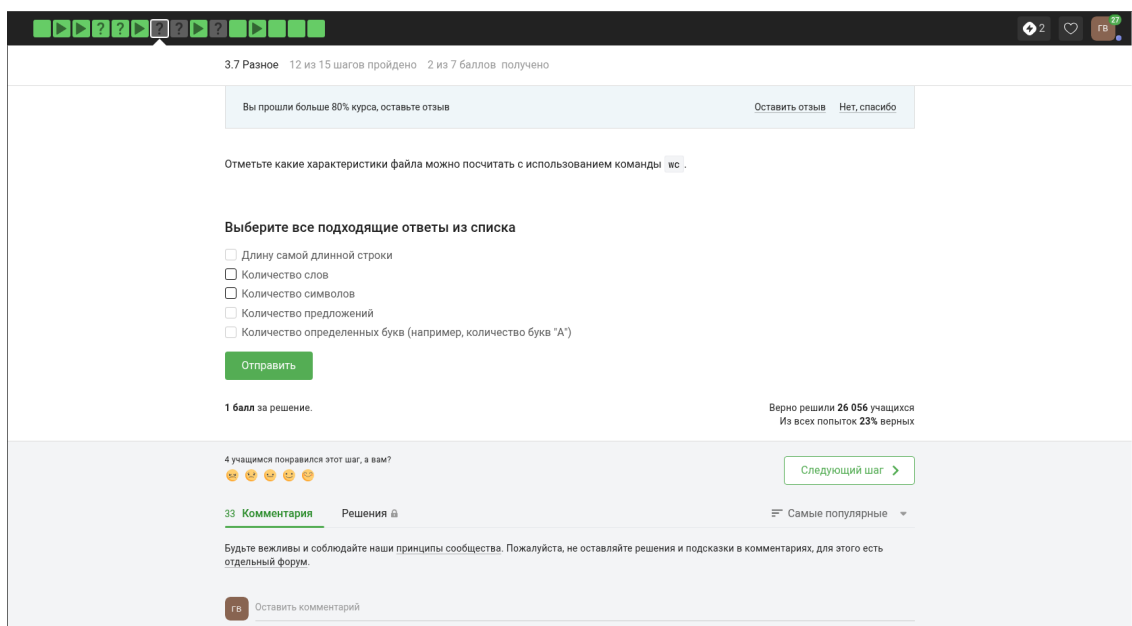 ? ? ? ? ?
2
ГВ
27
3.7 Разное 12 из 15 шагов пройдено 2 из 7 баллов получено
Вы прошли больше 80% курса, оставьте отзыв Оставить отзыв Нет, спасибо
Отметьте какие характеристики файла можно посчитать с использованием команды wc .
Выберите все подходящие ответы из списка
Длину самой длинной строки
Количество слов
Количество символов
Количество предложений
Количество определенных букв (например, количество букв "A")
Отправить
1 балл за решение.
Верно решили 26 056 учащихся
Из всех попыток 23% верных
4 учащимся понравился этот шаг, а вам?
Следующий шаг
33 Комментария Решения
Самые популярные
Будьте вежливы и соблюдайте наши принципы сообщества. Пожалуйста, не оставляйте решения и подсказки в комментариях, для этого есть
отдельный форум.
ГВ Оставить комментарий